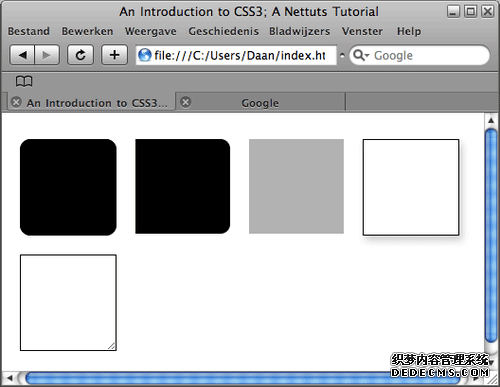 An Introduction to CSS3; A Nettuts Tutorial
Bestand Bewerken Weergave Geschiedenis Bladwijzers Venster Help
file:///C:/Users/Daan/index.ht
Google
An Introduction to CSS3...
Google
织梦内容管理系统
DEDECMS.COM